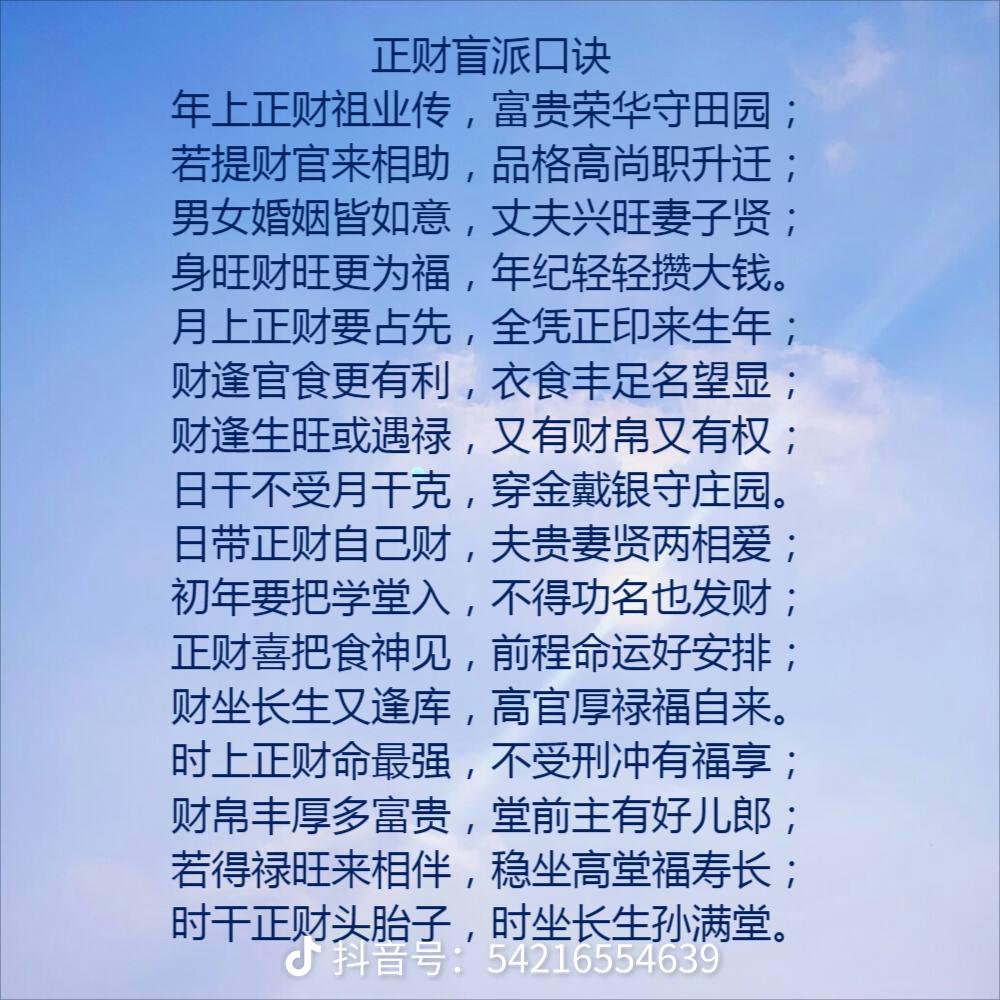 正财盲派口诀
年上正财祖业传，富贵荣华守田园；
若提财官来相助，品格高尚职升迁；
男女婚姻皆如意，丈夫兴旺妻子贤；
身旺财旺更为福，年纪轻轻攒大钱。
月上正财要占先，全凭正印来生年；
财逢官食更有利，衣食丰足名望显；
财逢生旺或遇禄，又有财帛又有权；
日干不受月干克，穿金戴银守庄园。
日带正财自己财，夫贵妻贤两相爱；
初年要把学堂入，不得功名也发财；
正财喜把食神见，前程命运好安排；
财坐长生又逢库，高官厚禄福自来。
时上正财命最强，不受刑冲有福享；
财帛丰厚多富贵，堂前主有好儿郎；
若得禄旺来相伴，稳坐高堂福寿长；
时干正财头胎子，时坐长生孙满堂。
抖音号：54216554639